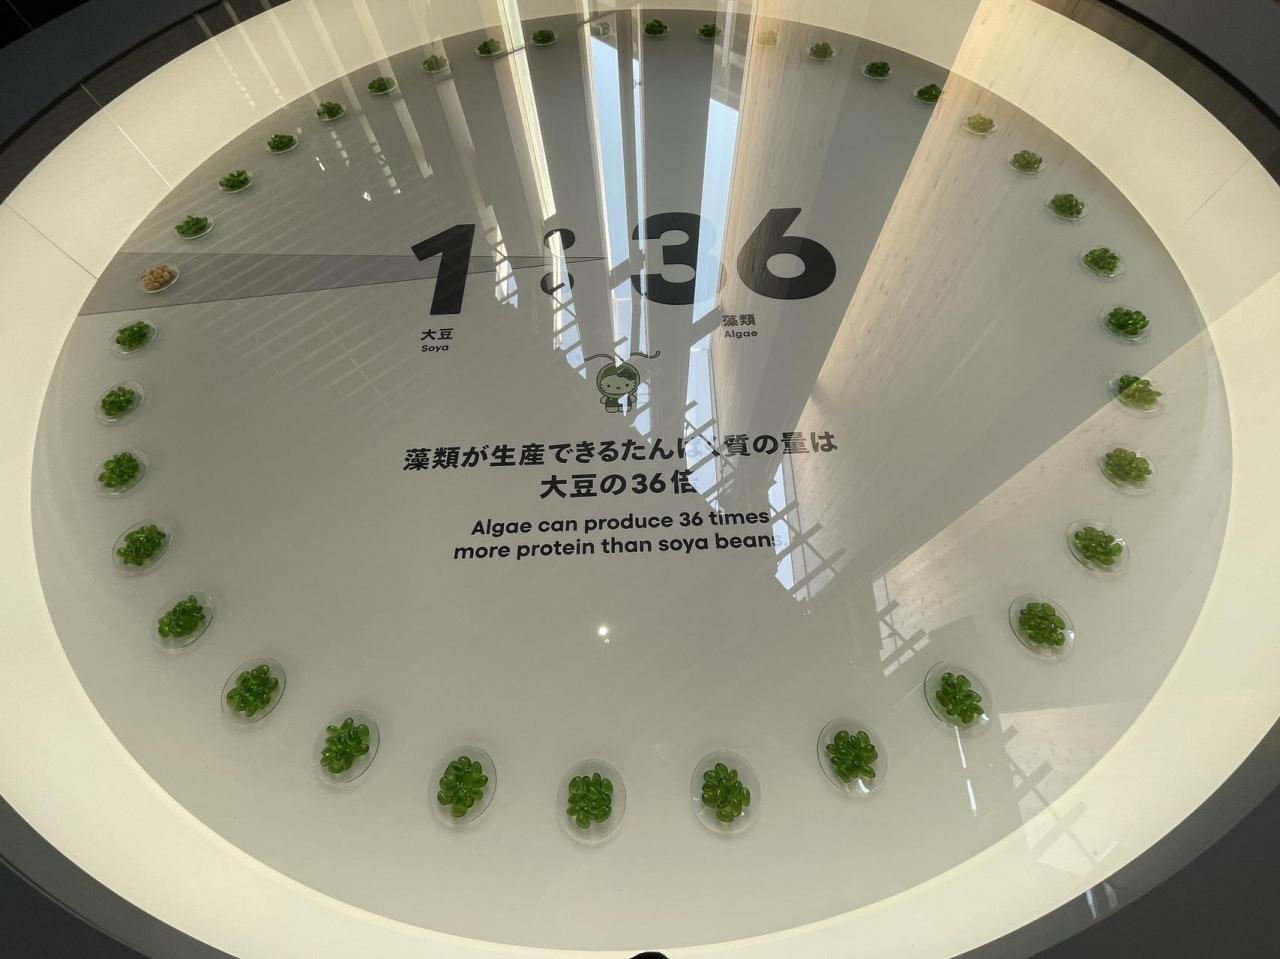 1:36
大豆
Soya
藻類
Algae
藻類が生産できるたんぱく質の量は
大豆の36倍
Algae can produce 36 times
more protein than soya beans.